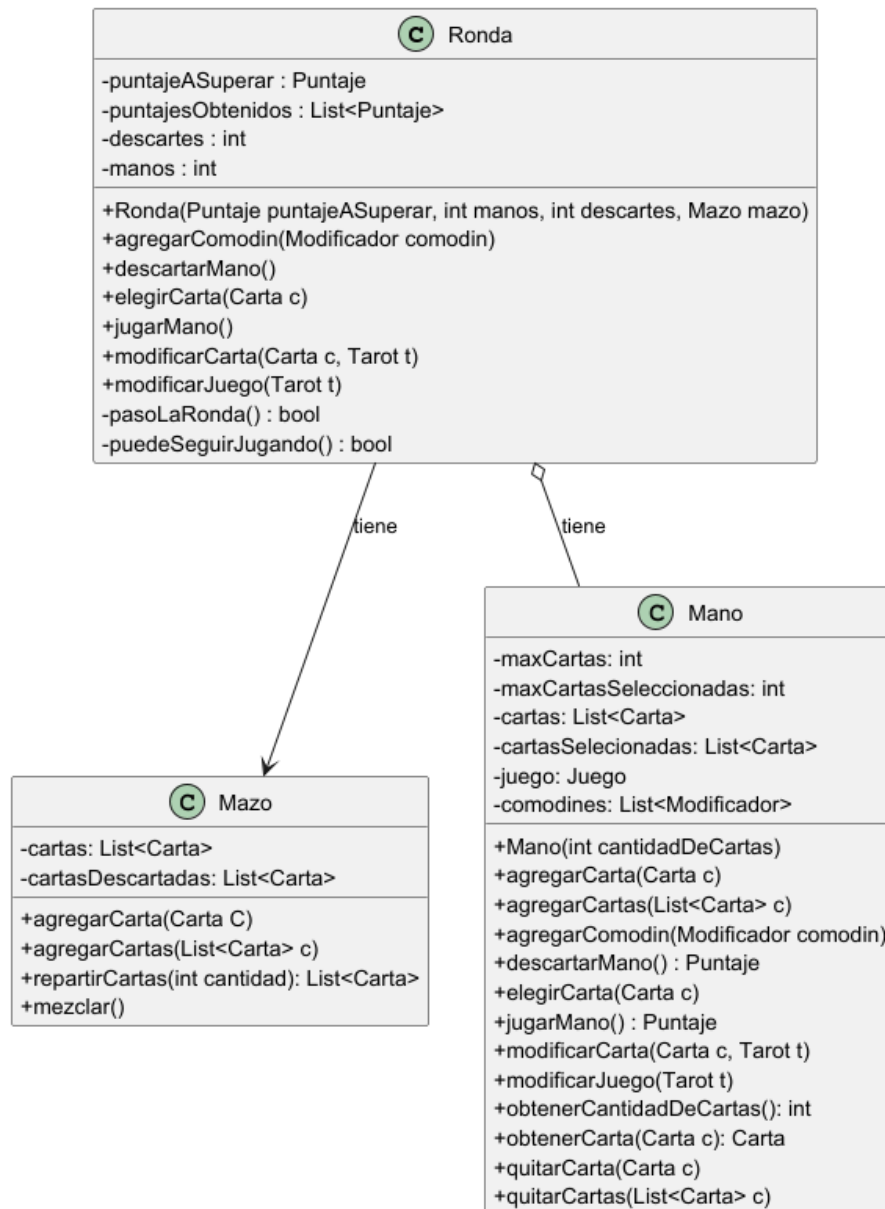 C Ronda
-puntajeASuperar : Puntaje
-puntajesObtenidos : List<Puntaje>
-descartes : int
-manos : int
+Ronda(Puntaje puntajeASuperar, int manos, int descartes, Mazo mazo)
+agregarComodin(Modificador comodin)
+descartarMano()
+elegirCarta(Carta c)
+jugarMano()
+modificarCarta(Carta c, Tarot t)
+modificarJuego(Tarot t)
-pasoLaRonda() : bool
-puedeSeguirJugando() : bool
tiene
tiene
C Mazo
-cartas: List<Carta>
-cartasDescartadas: List<Carta>
+agregarCarta(Carta C)
+agregarCartas(List<Carta> c)
+repartirCartas(int cantidad): List<Carta>
+mezclar()
C Mano
-maxCartas: int
-maxCartasSeleccionadas: int
-cartas: List<Carta>
-cartasSelecionadas: List<Carta>
-juego: Juego
-comodines: List<Modificador>
+Mano(int cantidadDeCartas)
+agregarCarta(Carta c)
+agregarCartas(List<Carta> c)
+agregarComodin(Modificador comodin)
+descartarMano() : Puntaje
+elegirCarta(Carta c)
+jugarMano() : Puntaje
+modificarCarta(Carta c, Tarot t)
+modificarJuego(Tarot t)
+obtenerCantidadDeCartas(): int
+obtenerCarta(Carta c): Carta
+quitarCarta(Carta c)
+quitarCartas(List<Carta> c)